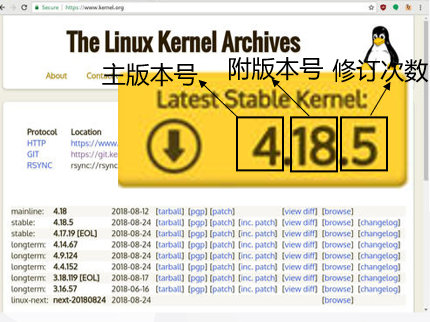 Secure https://www.kernel.org
The Linux Kernel Archives
About
主版本号 附版本号 修订次数
Latest Stable Kernel:
4.18.5
Protocol Location
HTTP https://www.
GIT https://git.ke
RSYNC rsync://rsy
mainline: 4.18 2018-08-12 [tarball] [pgp] [patch] [view diff] [browse]
stable: 4.18.5 2018-08-24 [tarball] [pgp] [patch] [inc. patch] [view diff] [browse] [changelog]
stable: 4.17.19 [EOL] 2018-08-24 [tarball] [pgp] [patch] [inc. patch] [view diff] [browse] [changelog]
longterm: 4.14.67 2018-08-24 [tarball] [pgp] [patch] [inc. patch] [view diff] [browse] [changelog]
longterm: 4.9.124 2018-08-24 [tarball] [pgp] [patch] [inc. patch] [view diff] [browse] [changelog]
longterm: 4.4.152 2018-08-24 [tarball] [pgp] [patch] [inc. patch] [view diff] [browse] [changelog]
longterm: 3.18.119 [EOL] 2018-08-17 [tarball] [pgp] [patch] [inc. patch] [view diff] [browse] [changelog]
longterm: 3.16.57 2018-06-16 [tarball] [pgp] [patch] [inc. patch] [view diff] [browse] [changelog]
linux-next: next-20180824 2018-08-24 [browse]